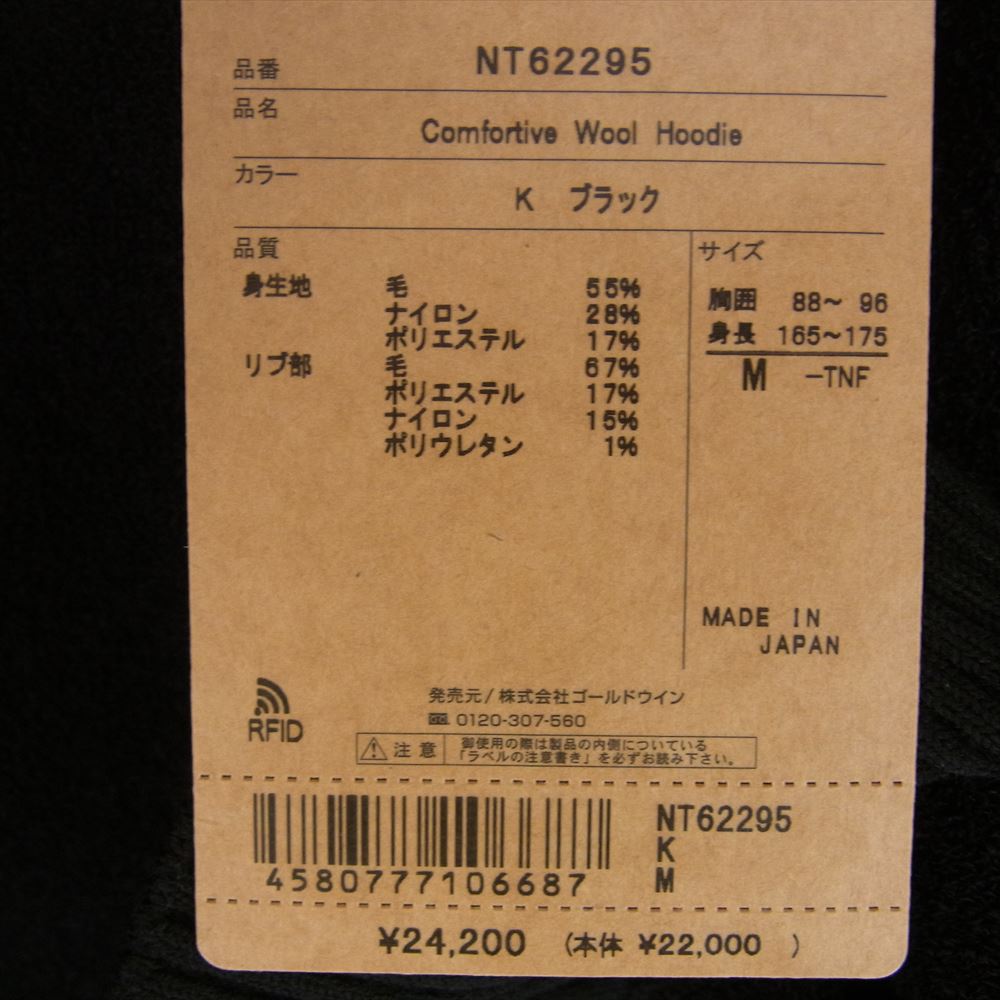 品番 NT62295
品名
Comfortive Wool Hoodie
カラー
K ブラック
品質
身生地 毛 55%
ナイロン 28%
ポリエステル 17%
リブ部 毛 67%
ポリエステル 17%
ナイロン 15%
ポリウレタン 1%
サイズ
胸囲 88～ 96
身長 165～175
M -TNF
MADE IN
JAPAN
RFID
発売元/株式会社ゴールドウイン
0120-307-560
注意
御使用の際は製品の内側についている
「ラベルの注意書き」を必ずお読み下さい。
4580777106687
NT62295
K
M
¥24,200 (本体 ¥22,000 )